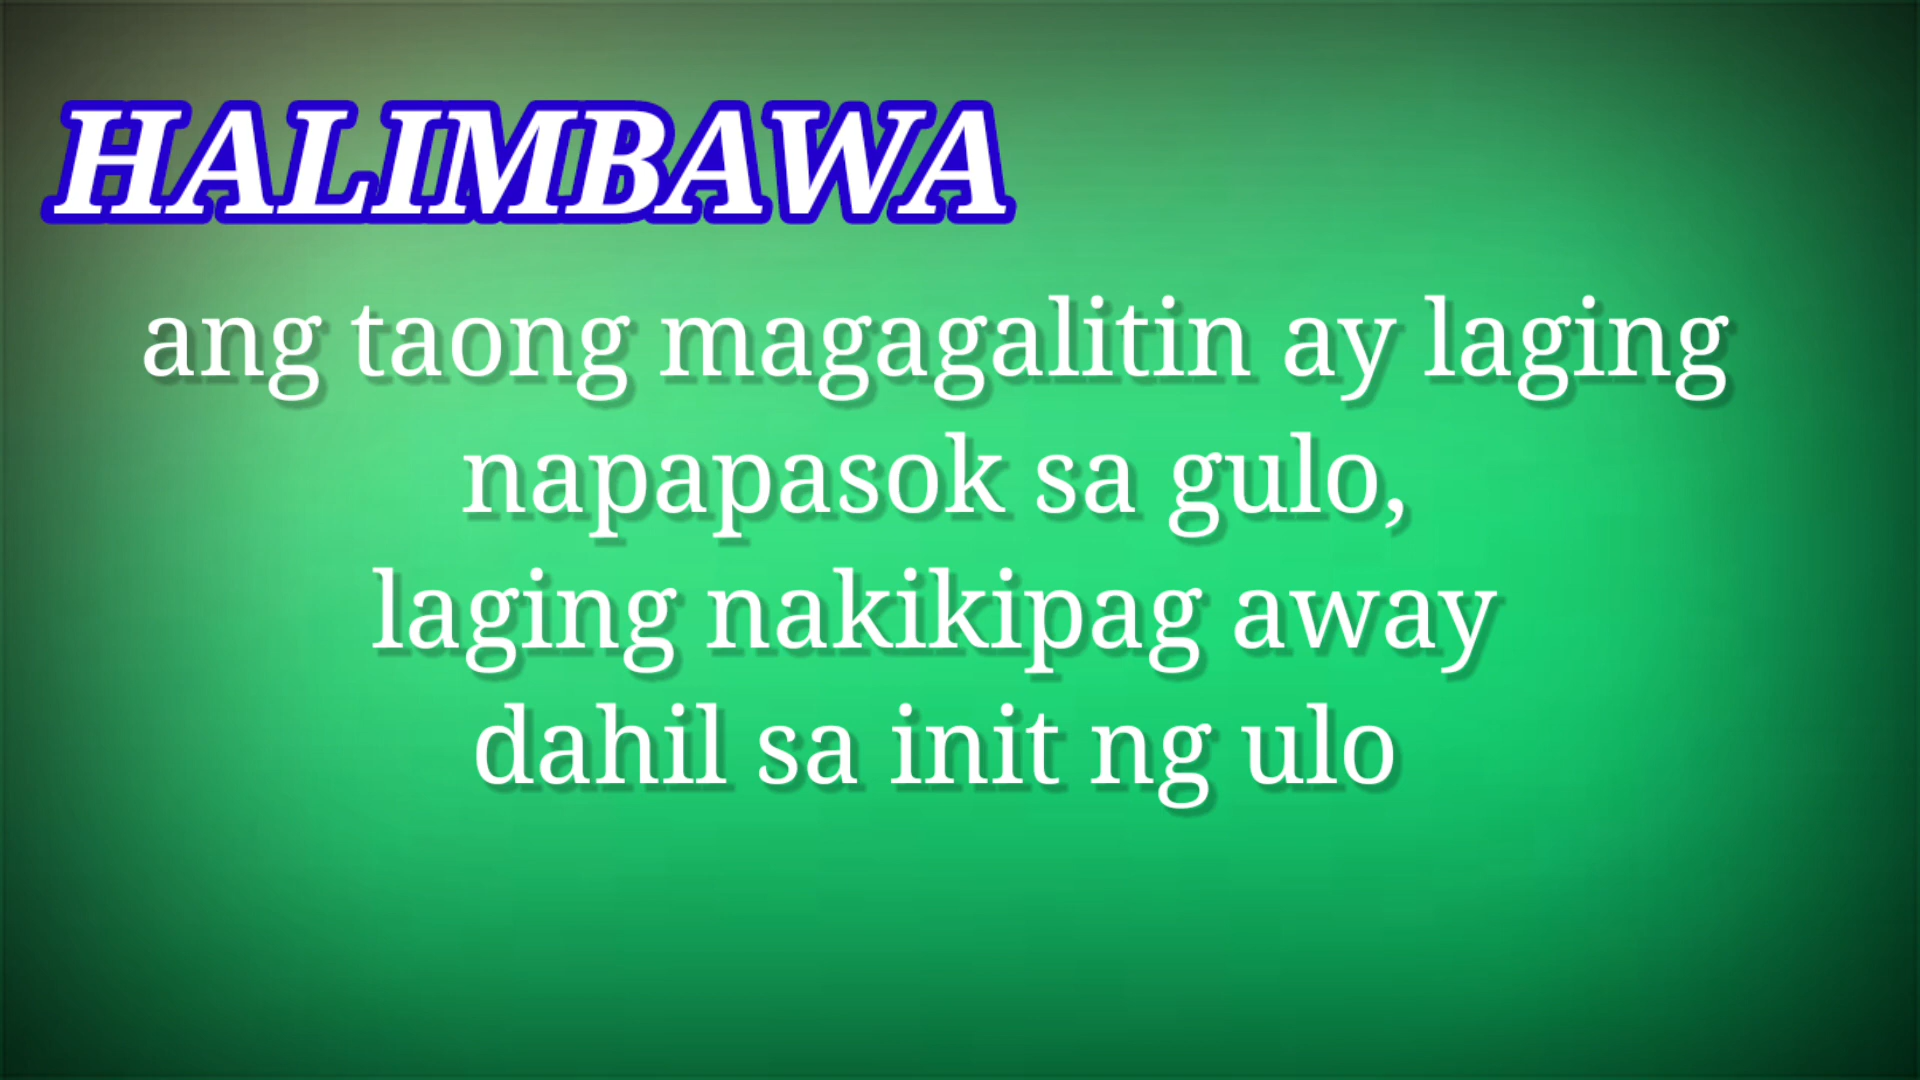 HALIMBAWA
ang taong magagalitin ay laging
napapasok sa gulo,
laging nakikipag away
dahil sa init ng ulo